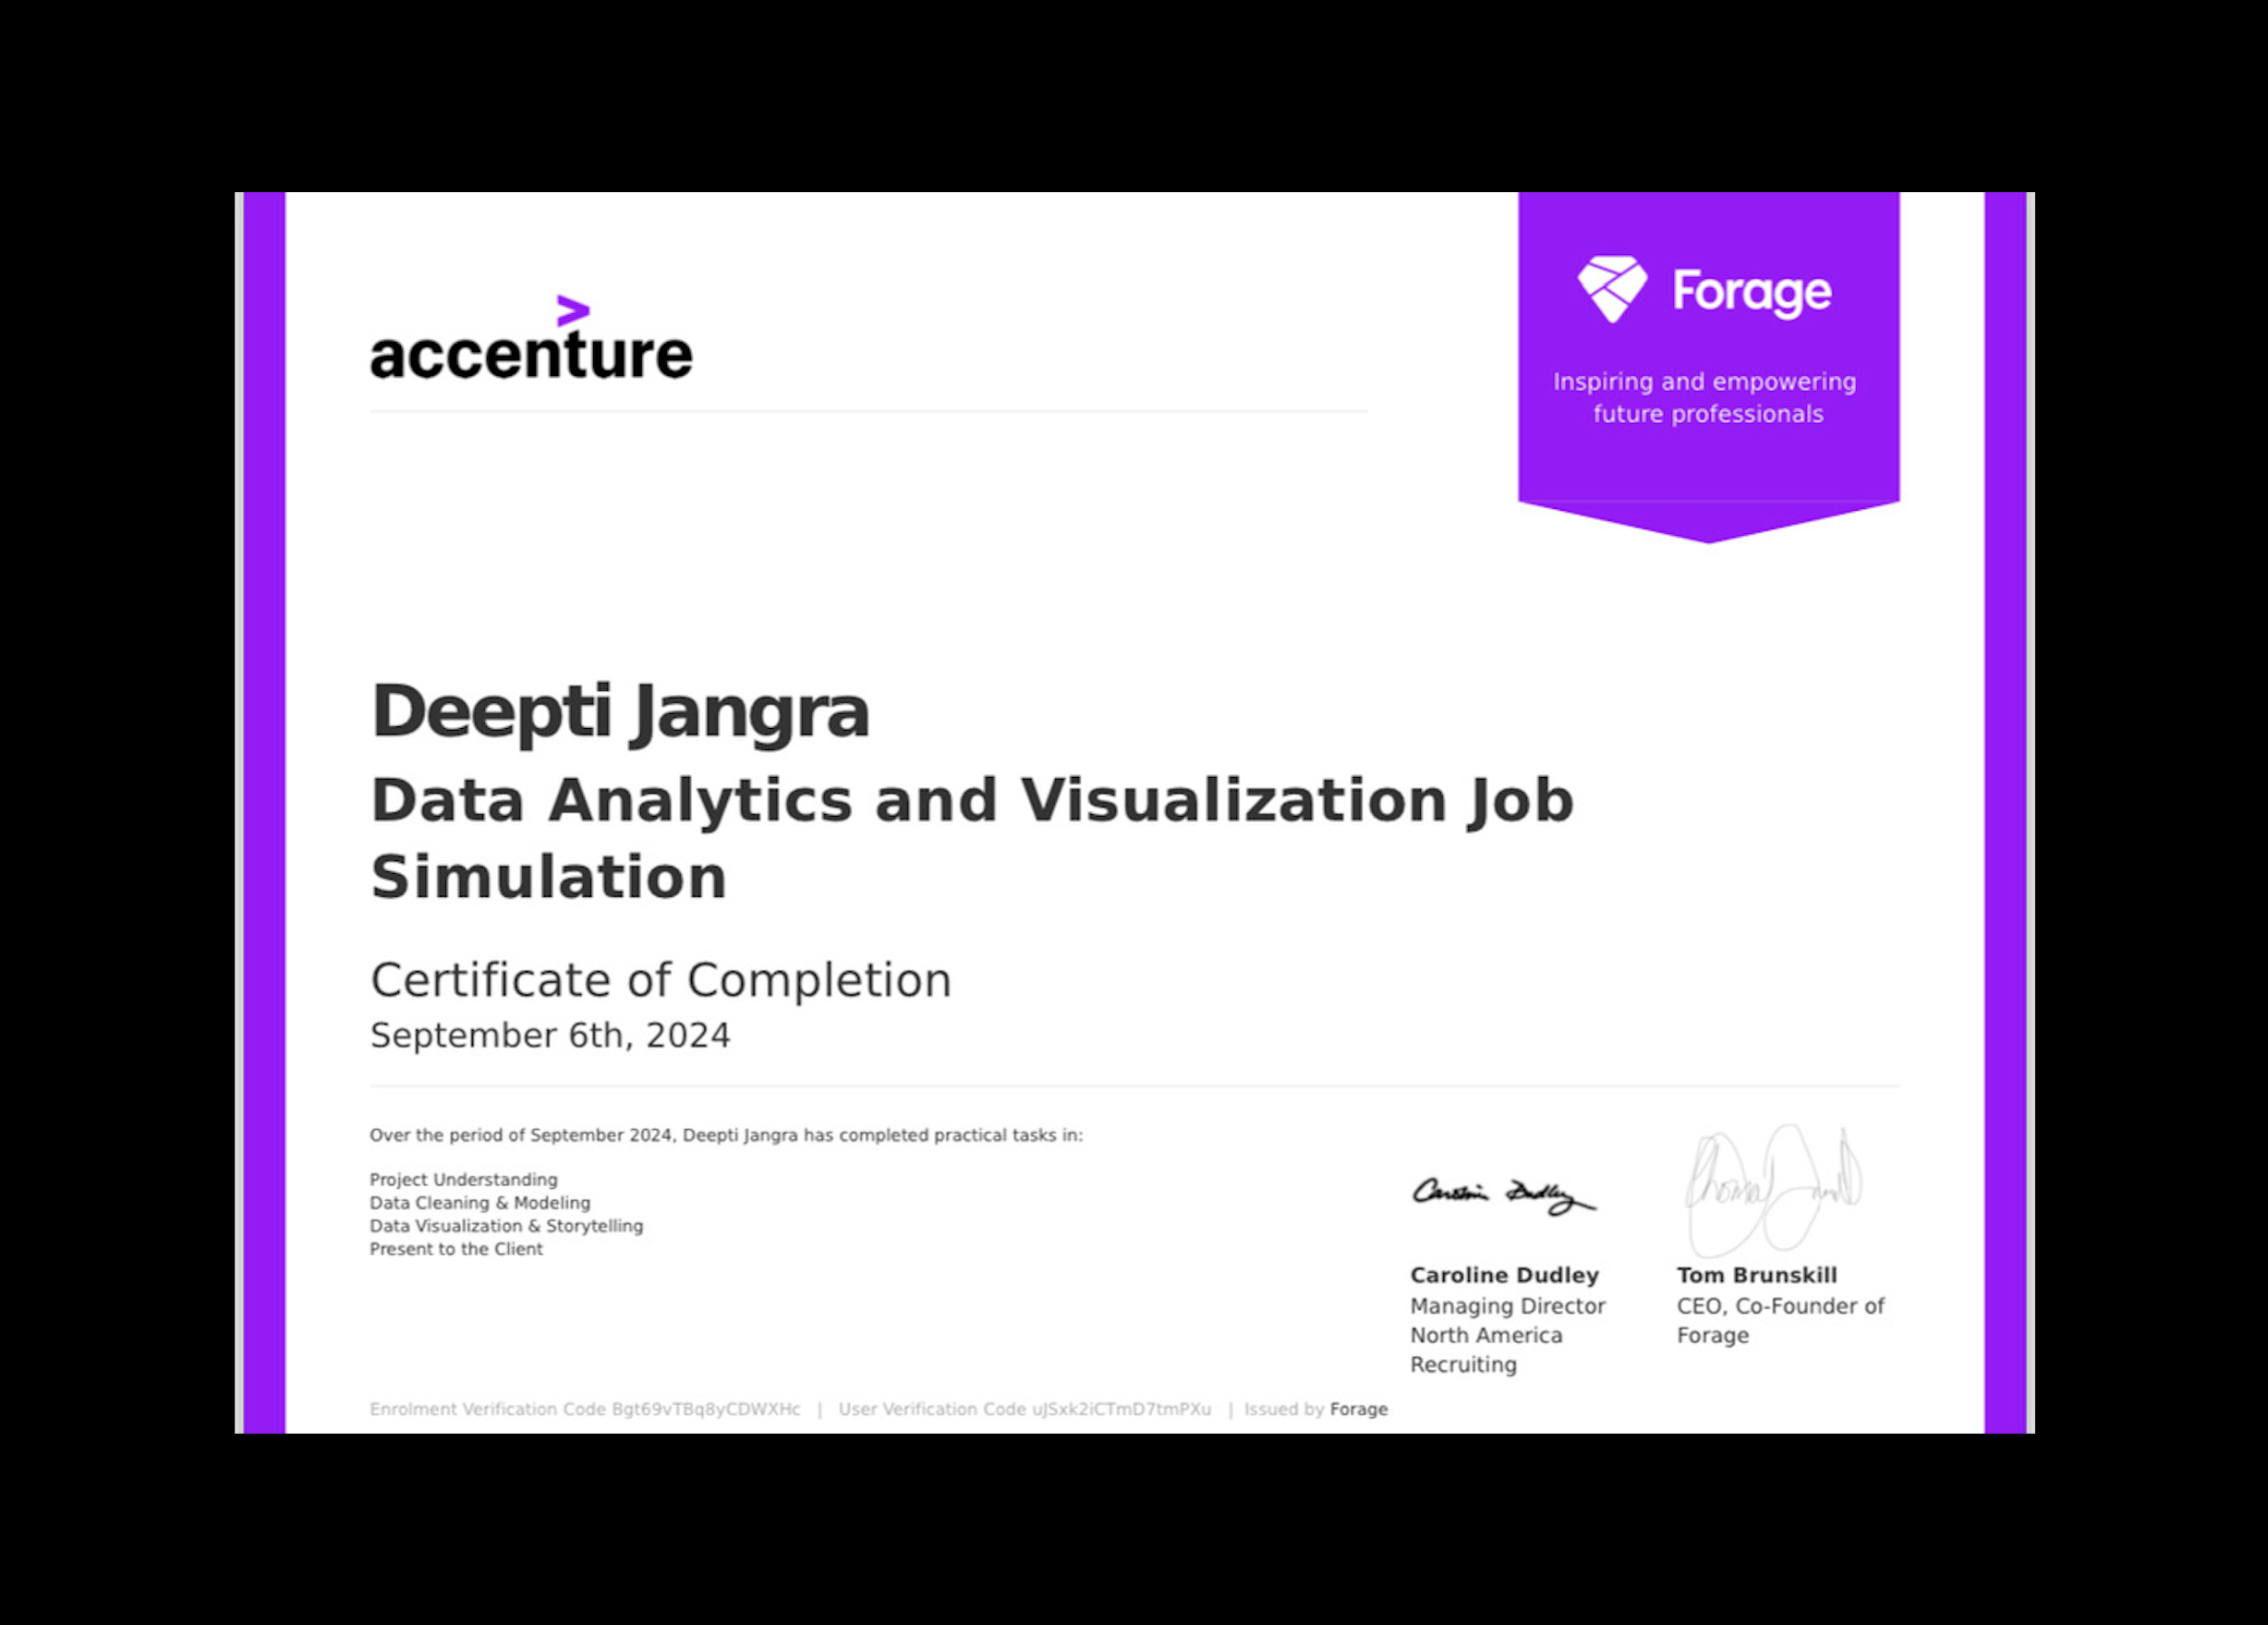 accenture
>
Forage
Inspiring and empowering
future professionals
Deepti Jangra
Data Analytics and Visualization Job
Simulation
Certificate of Completion
September 6th, 2024
Over the period of September 2024, Deepti Jangra has completed practical tasks in:
Project Understanding
Data Cleaning & Modeling
Data Visualization & Storytelling
Present to the Client
Caroline Dudley
Managing Director
North America
Recruiting
Tom Brunskill
CEO, Co-Founder of
Forage
Enrolment Verification Code Bgt69vTBq8yCDWXHc | User Verification Code uJSxk2iCTmD7tmPXu | Issued by Forage